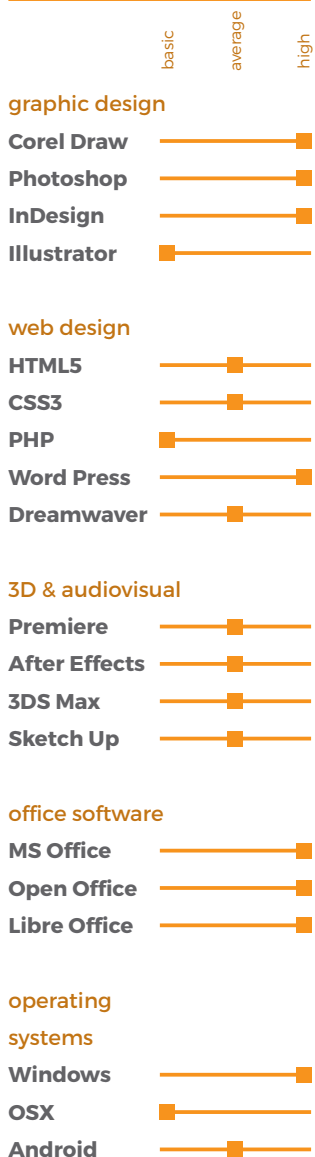 basic
average
high
graphic design
Corel Draw
Photoshop
InDesign
Illustrator
web design
HTML5
CSS3
PHP
Word Press
Dreamwaver
3D & audiovisual
Premiere
After Effects
3DS Max
Sketch Up
office software
MS Office
Open Office
Libre Office
operating
systems
Windows
OSX
Android